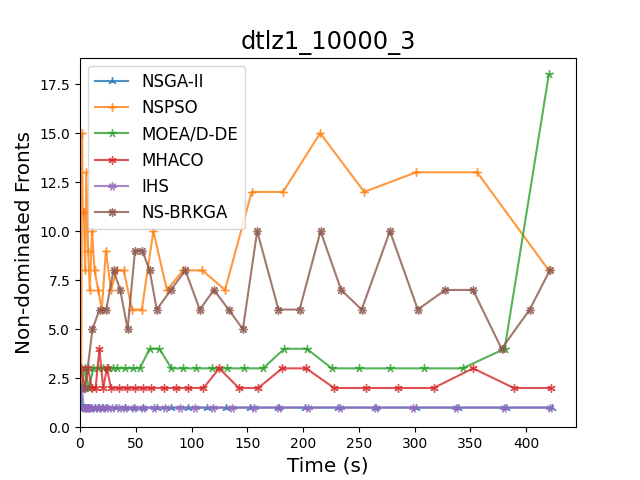 dtlz1_10000_3
NSGA-II
NSPSO
MOEA/D-DE
MHACO
IHS
NS-BRKGA
Non-dominated Fronts
17.5
15.0
12.5
10.0
7.5
5.0
2.5
0.0
0 50 100 150 200 250 300 350 400
Time (s)